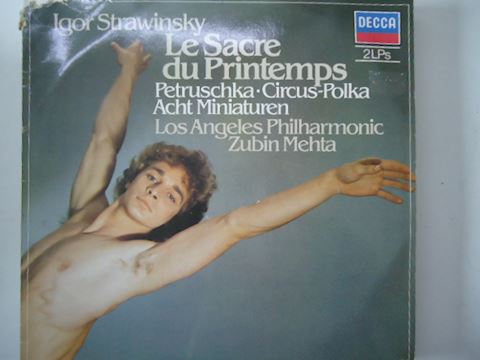 Igor Strawinsky
DECCA
2LPs
Le Sacre
du Printemps
Petruschka·Circus-Polka
Acht Miniaturen
Los Angeles Philharmonic
Zubin Mehta